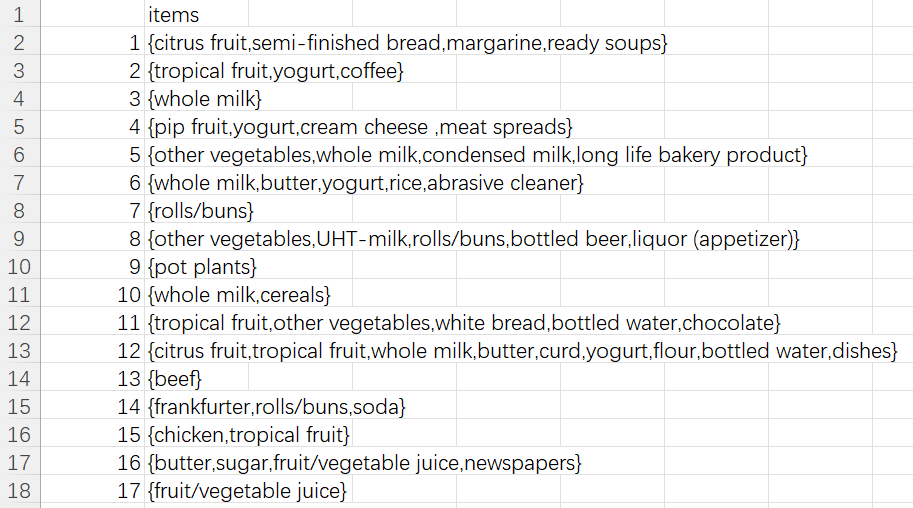 1 items
2 1 {citrus fruit,semi-finished bread,margarine,ready soups}
3 2 {tropical fruit,yogurt,coffee}
4 3 {whole milk}
5 4 {pip fruit,yogurt,cream cheese ,meat spreads}
6 5 {other vegetables,whole milk,condensed milk,long life bakery product}
7 6 {whole milk,butter,yogurt,rice,abrasive cleaner}
8 7 {rolls/buns}
9 8 {other vegetables,UHT-milk,rolls/buns,bottled beer,liquor (appetizer)}
10 9 {pot plants}
11 10 {whole milk,cereals}
12 11 {tropical fruit,other vegetables,white bread,bottled water,chocolate}
13 12 {citrus fruit,tropical fruit,whole milk,butter,curd,yogurt,flour,bottled water,dishes}
14 13 {beef}
15 14 {frankfurter,rolls/buns,soda}
16 15 {chicken,tropical fruit}
17 16 {butter,sugar,fruit/vegetable juice,newspapers}
18 17 {fruit/vegetable juice}